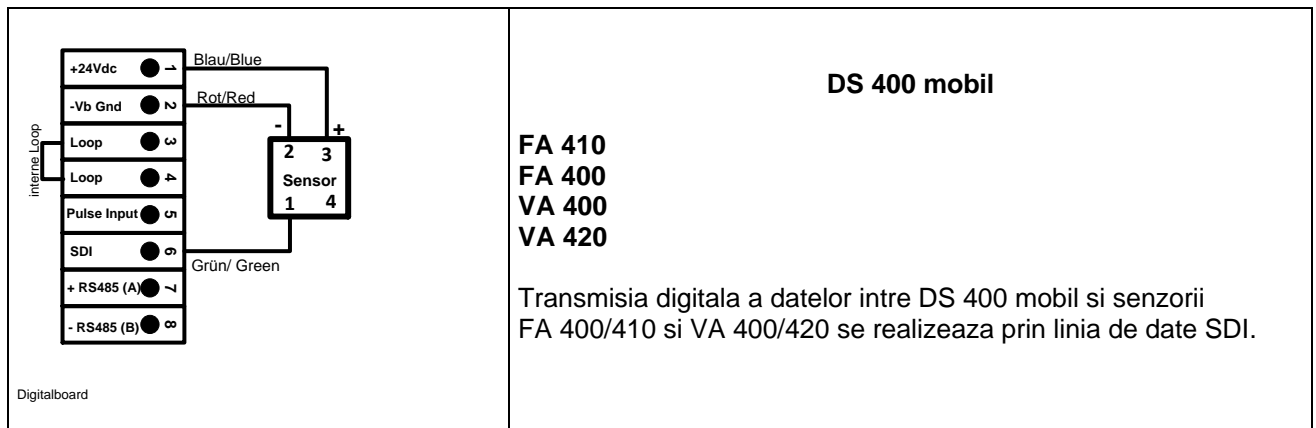 +24Vdc 1 Blau/Blue
-Vb Gnd 2 Rot/Red
- +
interne Loop
Loop 3
Loop 4
2 3
Sensor
1 4
Pulse Input 5
SDI 6
Grün/ Green
+ RS485 (A) 7
- RS485 (B) 8
Digitalboard
DS 400 mobil
FA 410
FA 400
VA 400
VA 420
Transmisia digitala a datelor intre DS 400 mobil si senzorii
FA 400/410 si VA 400/420 se realizeaza prin linia de date SDI.